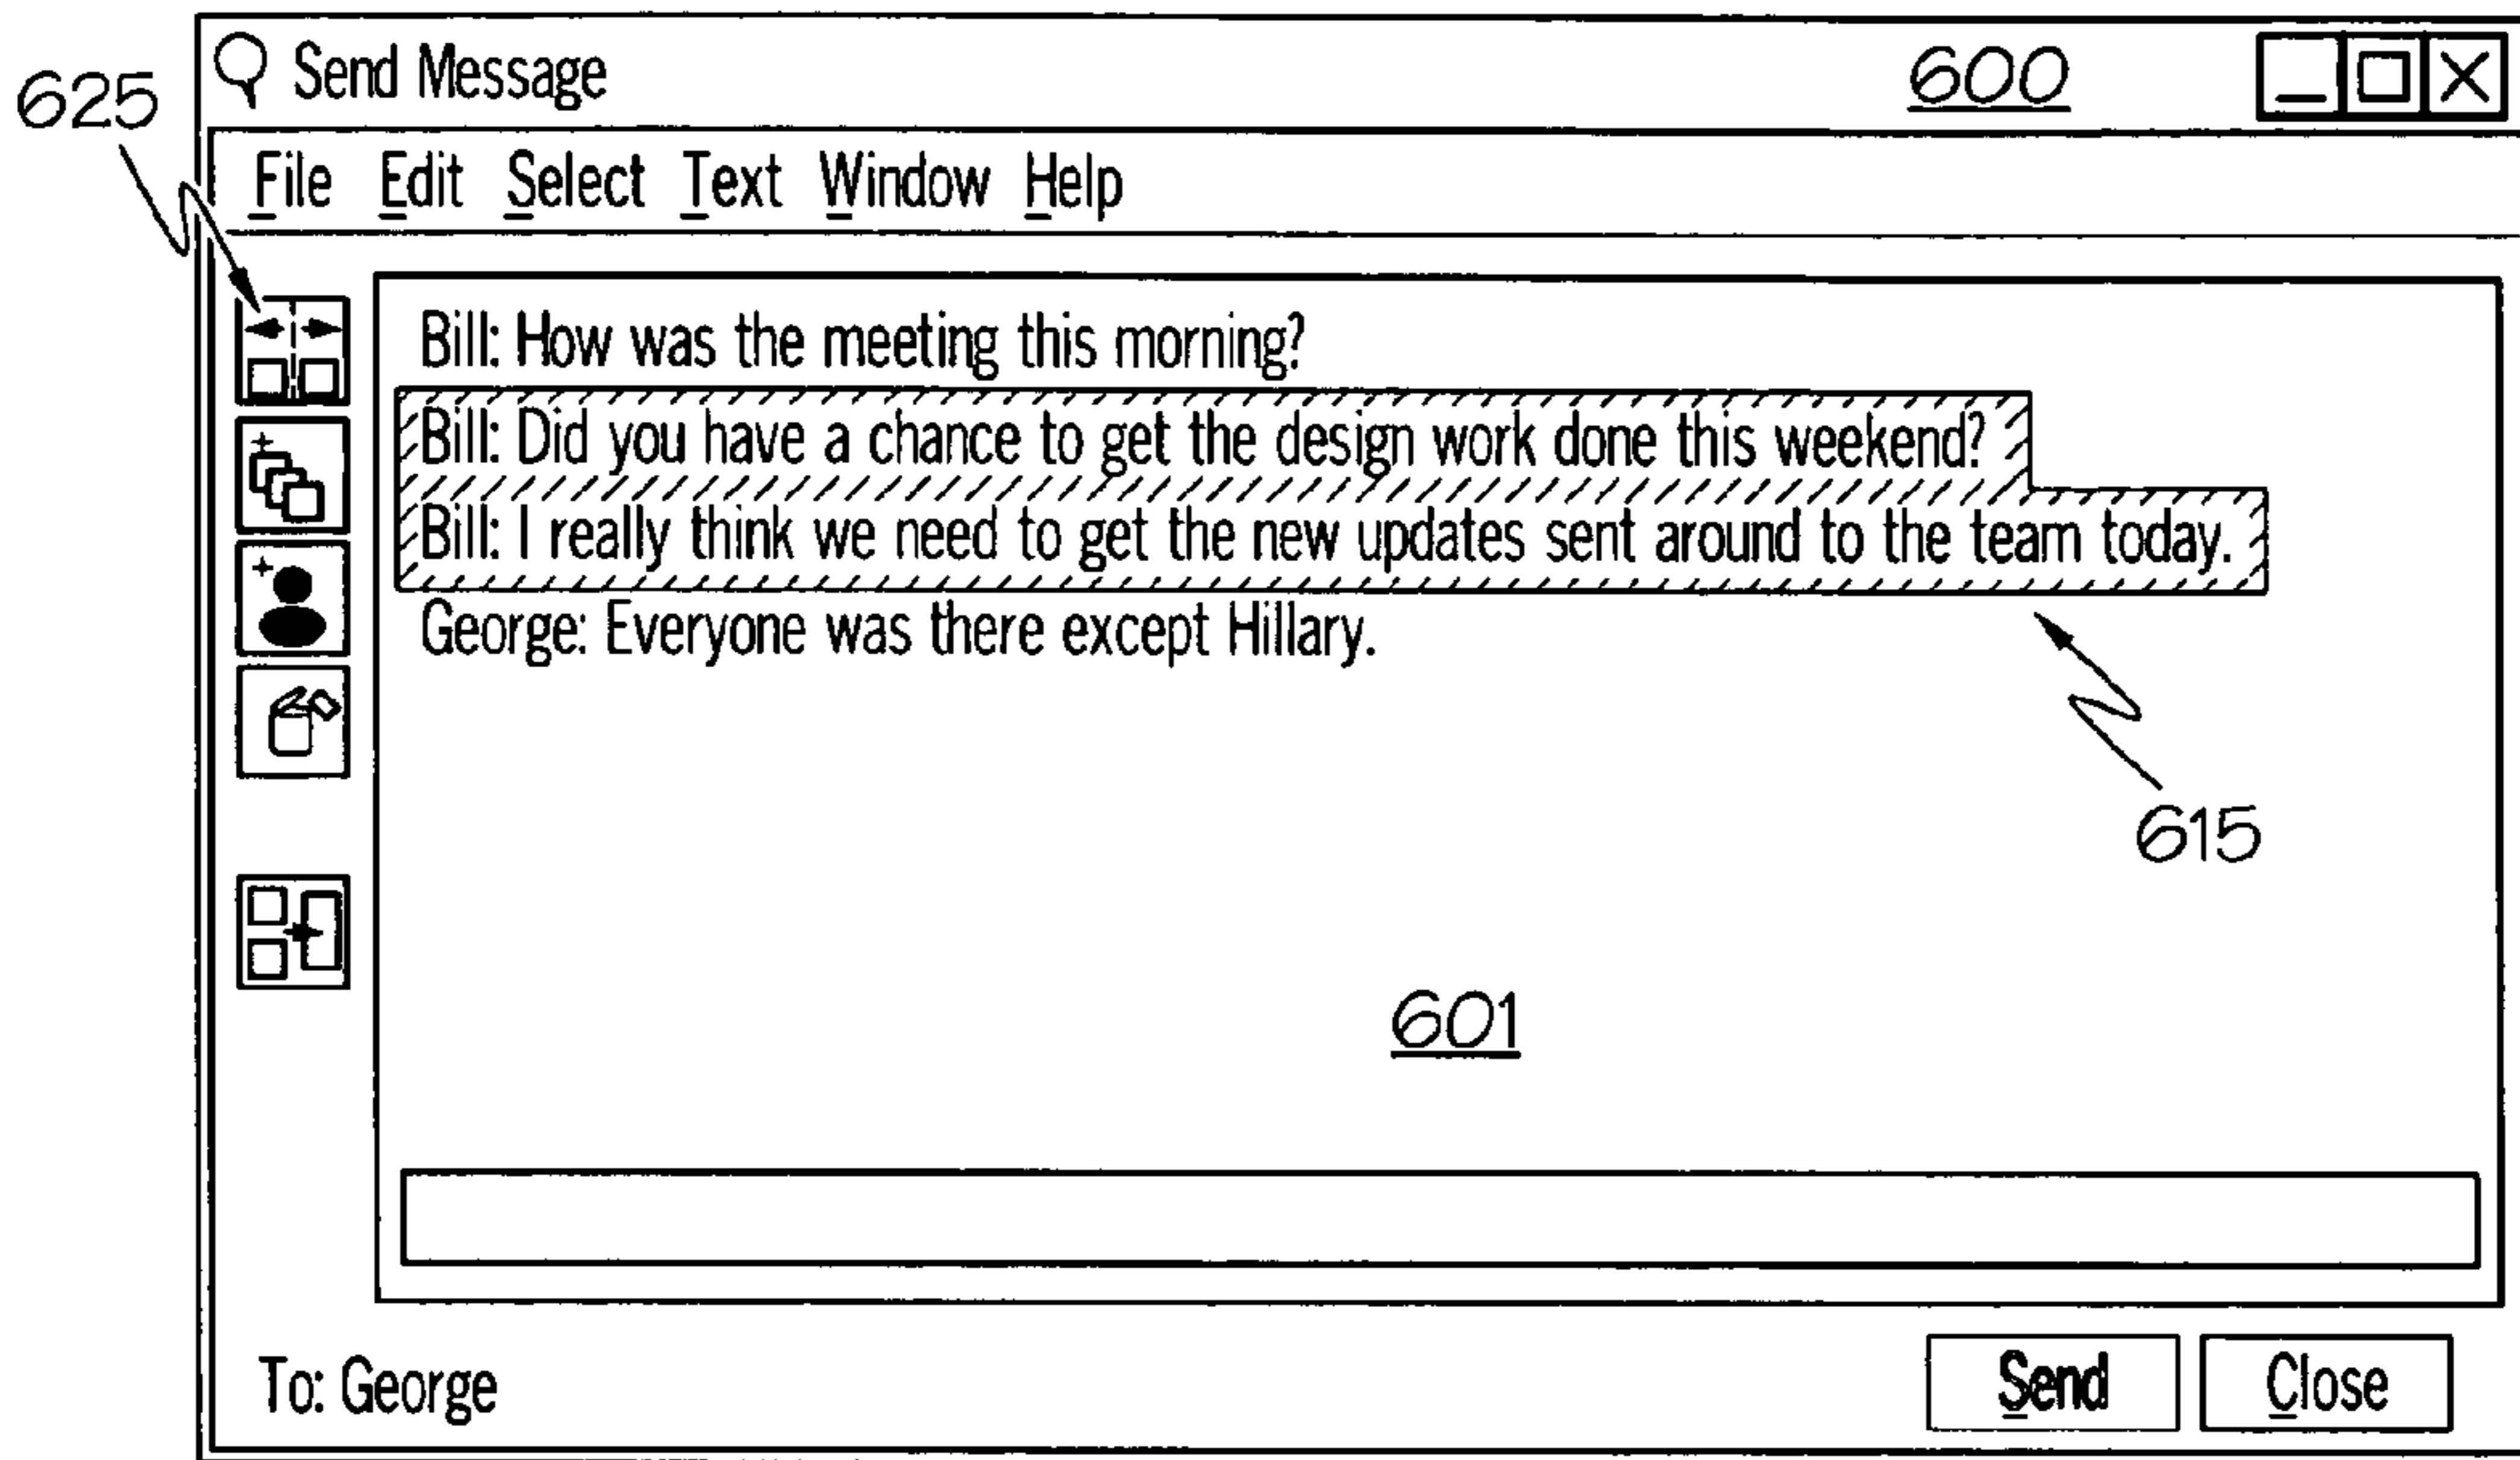 Send Message 600
625
File Edit Select Text Window Help
Bill: How was the meeting this morning?
Bill: Did you have a chance to get the design work done this weekend?
Bill: I really think we need to get the new updates sent around to the team today.
George: Everyone was there except Hillary.
615
601
To: George Send Close